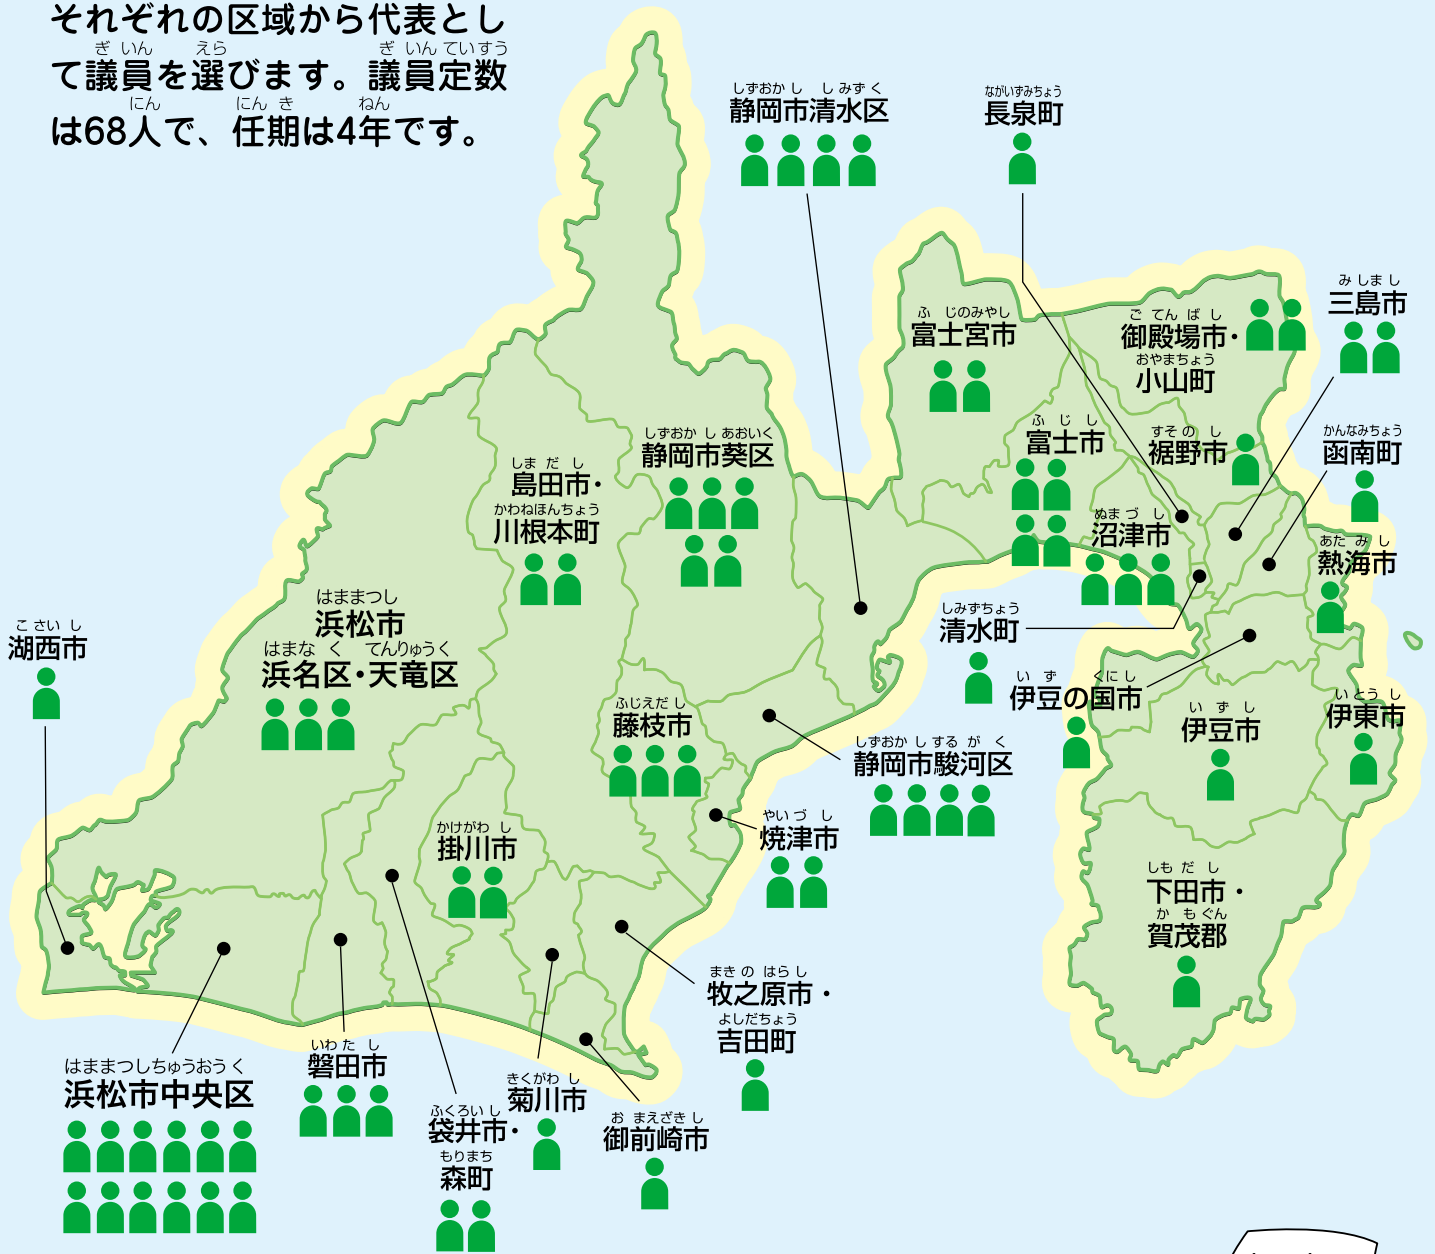 それぞれの区域から代表とし
ぎ いん えら ぎ いん ていすう
て議員を選びます。議員定数
にん にん き ねん
は68人で、任期は4年です。
しずおか し しみず く
静岡市清水区
ながいずみちょう
長泉町
み しま し
三島市
ふ じのみや し
富士宮市
ご てん ば し
御殿場市・
おやまちょう
小山町
ふ じ し
富士市
すその し
裾野市
かんなみちょう
函南町
しずおか し あおいく
静岡市葵区
しま だ し
島田市・
かわねほんちょう
川根本町
ぬま づ し
沼津市
あた み し
熱海市
はままつし
浜松市
はまな く てんりゅうく
浜名区・天竜区
こ さい し
湖西市
しみずちょう
清水町
い ず くに し
伊豆の国市
い ず し
伊豆市
い とう し
伊東市
ふじえだ し
藤枝市
しずおか し する が く
静岡市駿河区
やい づ し
焼津市
かけがわ し
掛川市
しも だ し
下田市・
か も ぐん
賀茂郡
まき の はら し
牧之原市・
よしだちょう
吉田町
はままつしちゅうおうく
浜松市中央区
いわ た し
磐田市
ふくろい し
袋井市・
もりまち
森町
きくがわ し
菊川市
お まえざき し
御前崎市